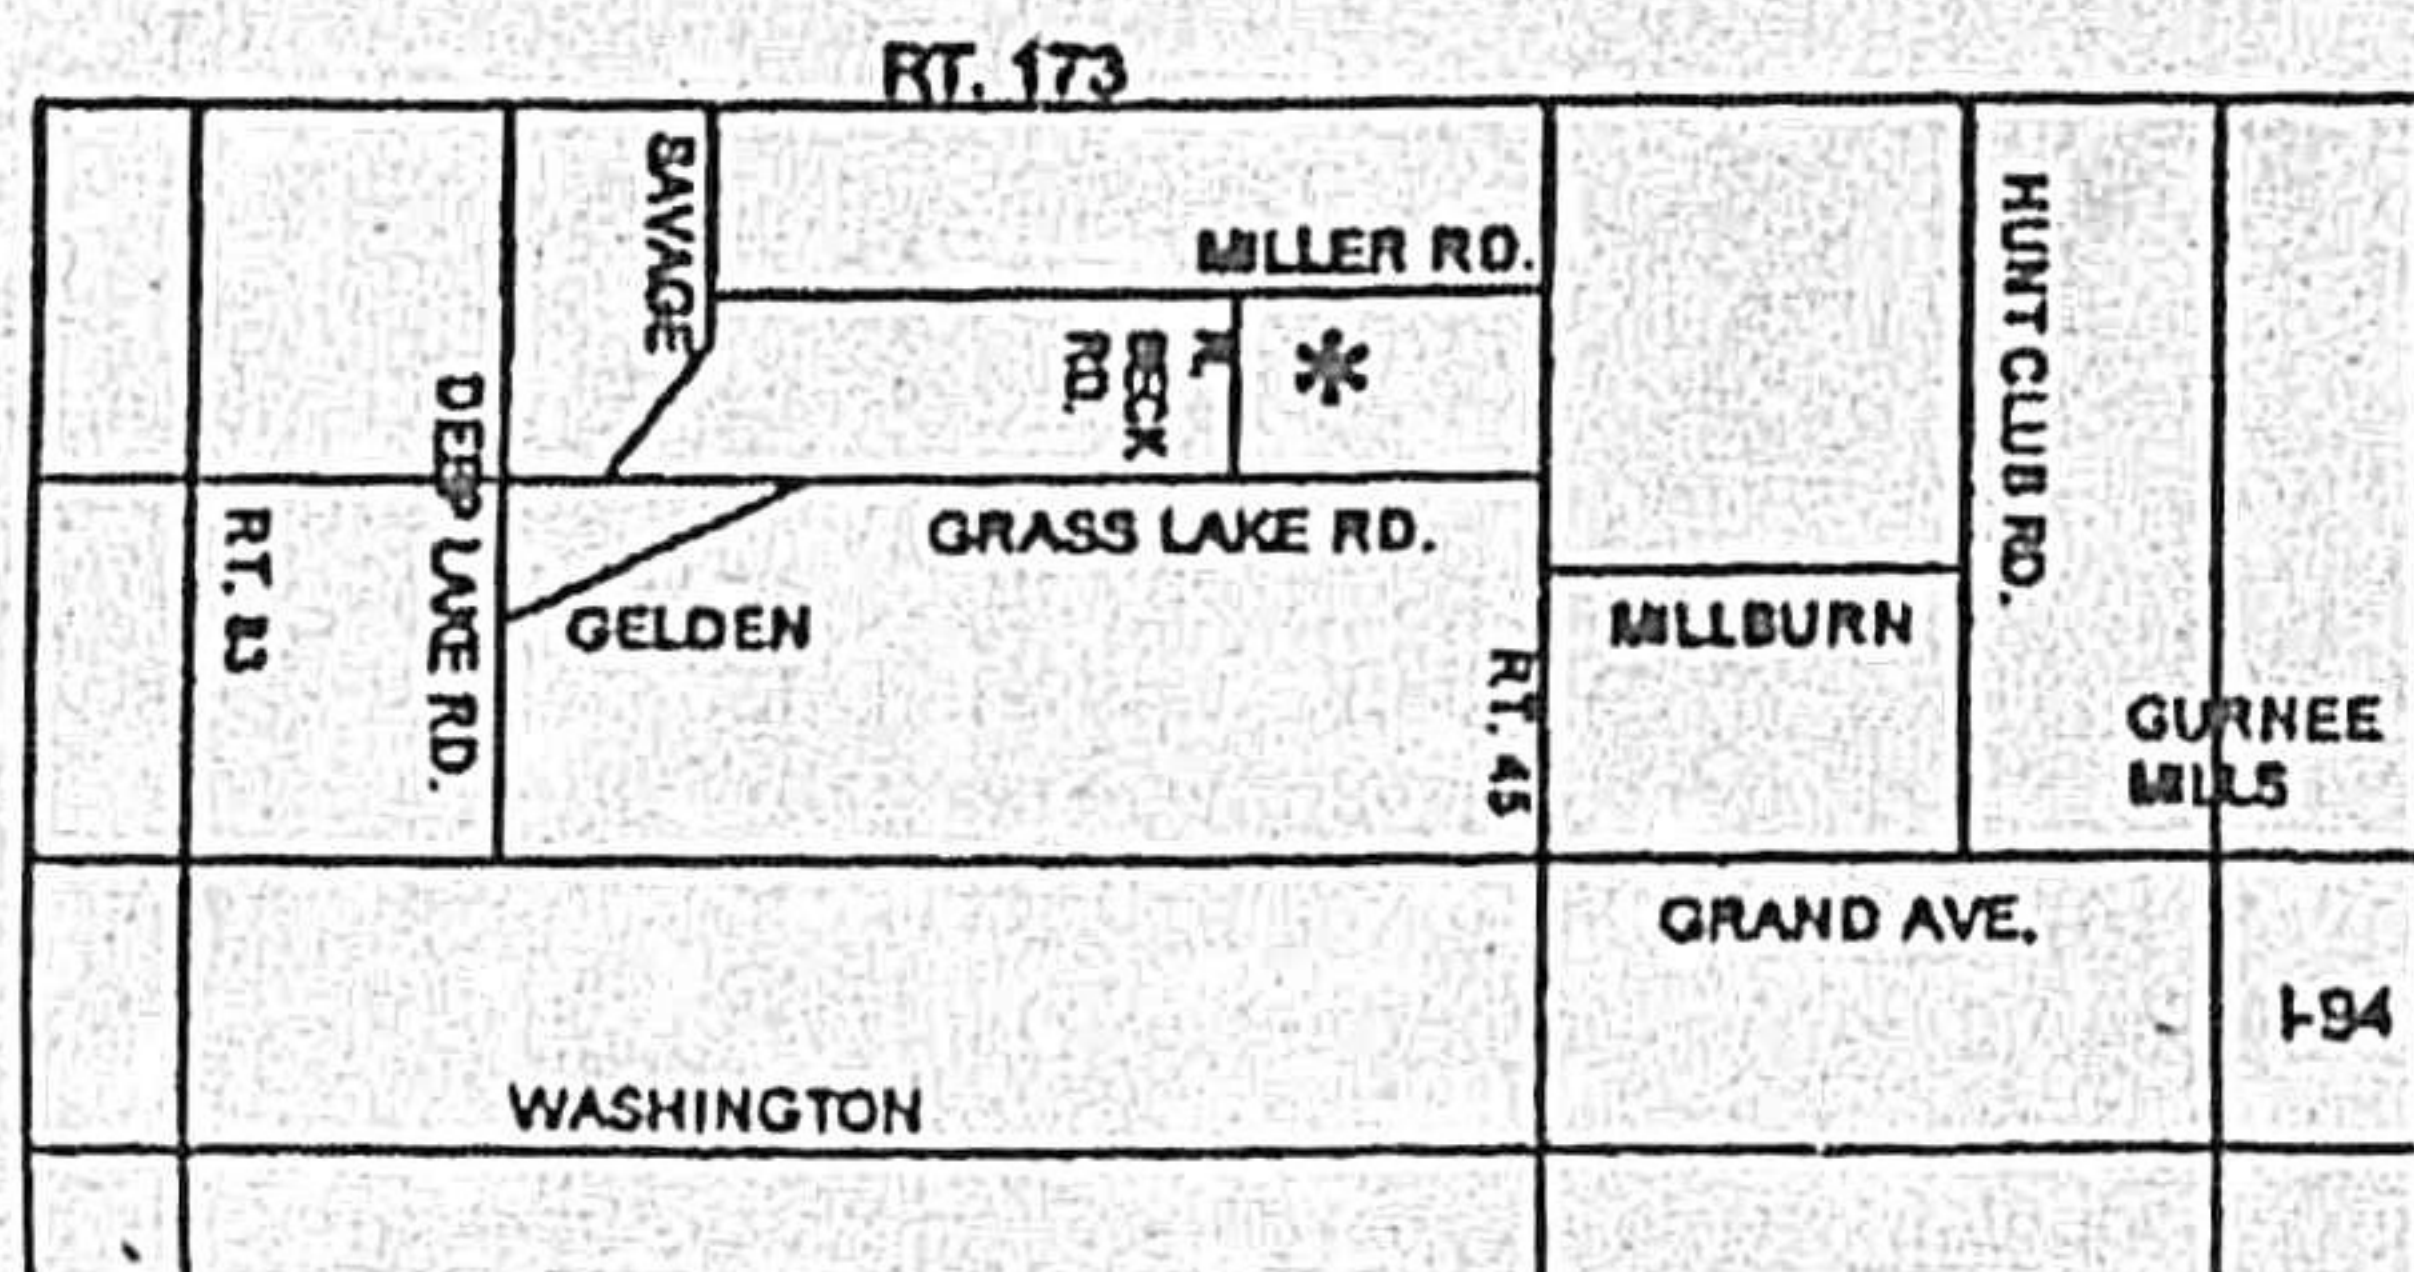 RT. 173
SAVAGE
MILLER RD.
HUNT CLUB RD.
N.
BECK
RD.
*
DEEP LAKE RD.
RT. 83
GRASS LAKE RD.
GELDEN
MILLBURN
RT. 45
GURNEE
MILLS
GRAND AVE.
I-94
WASHINGTON